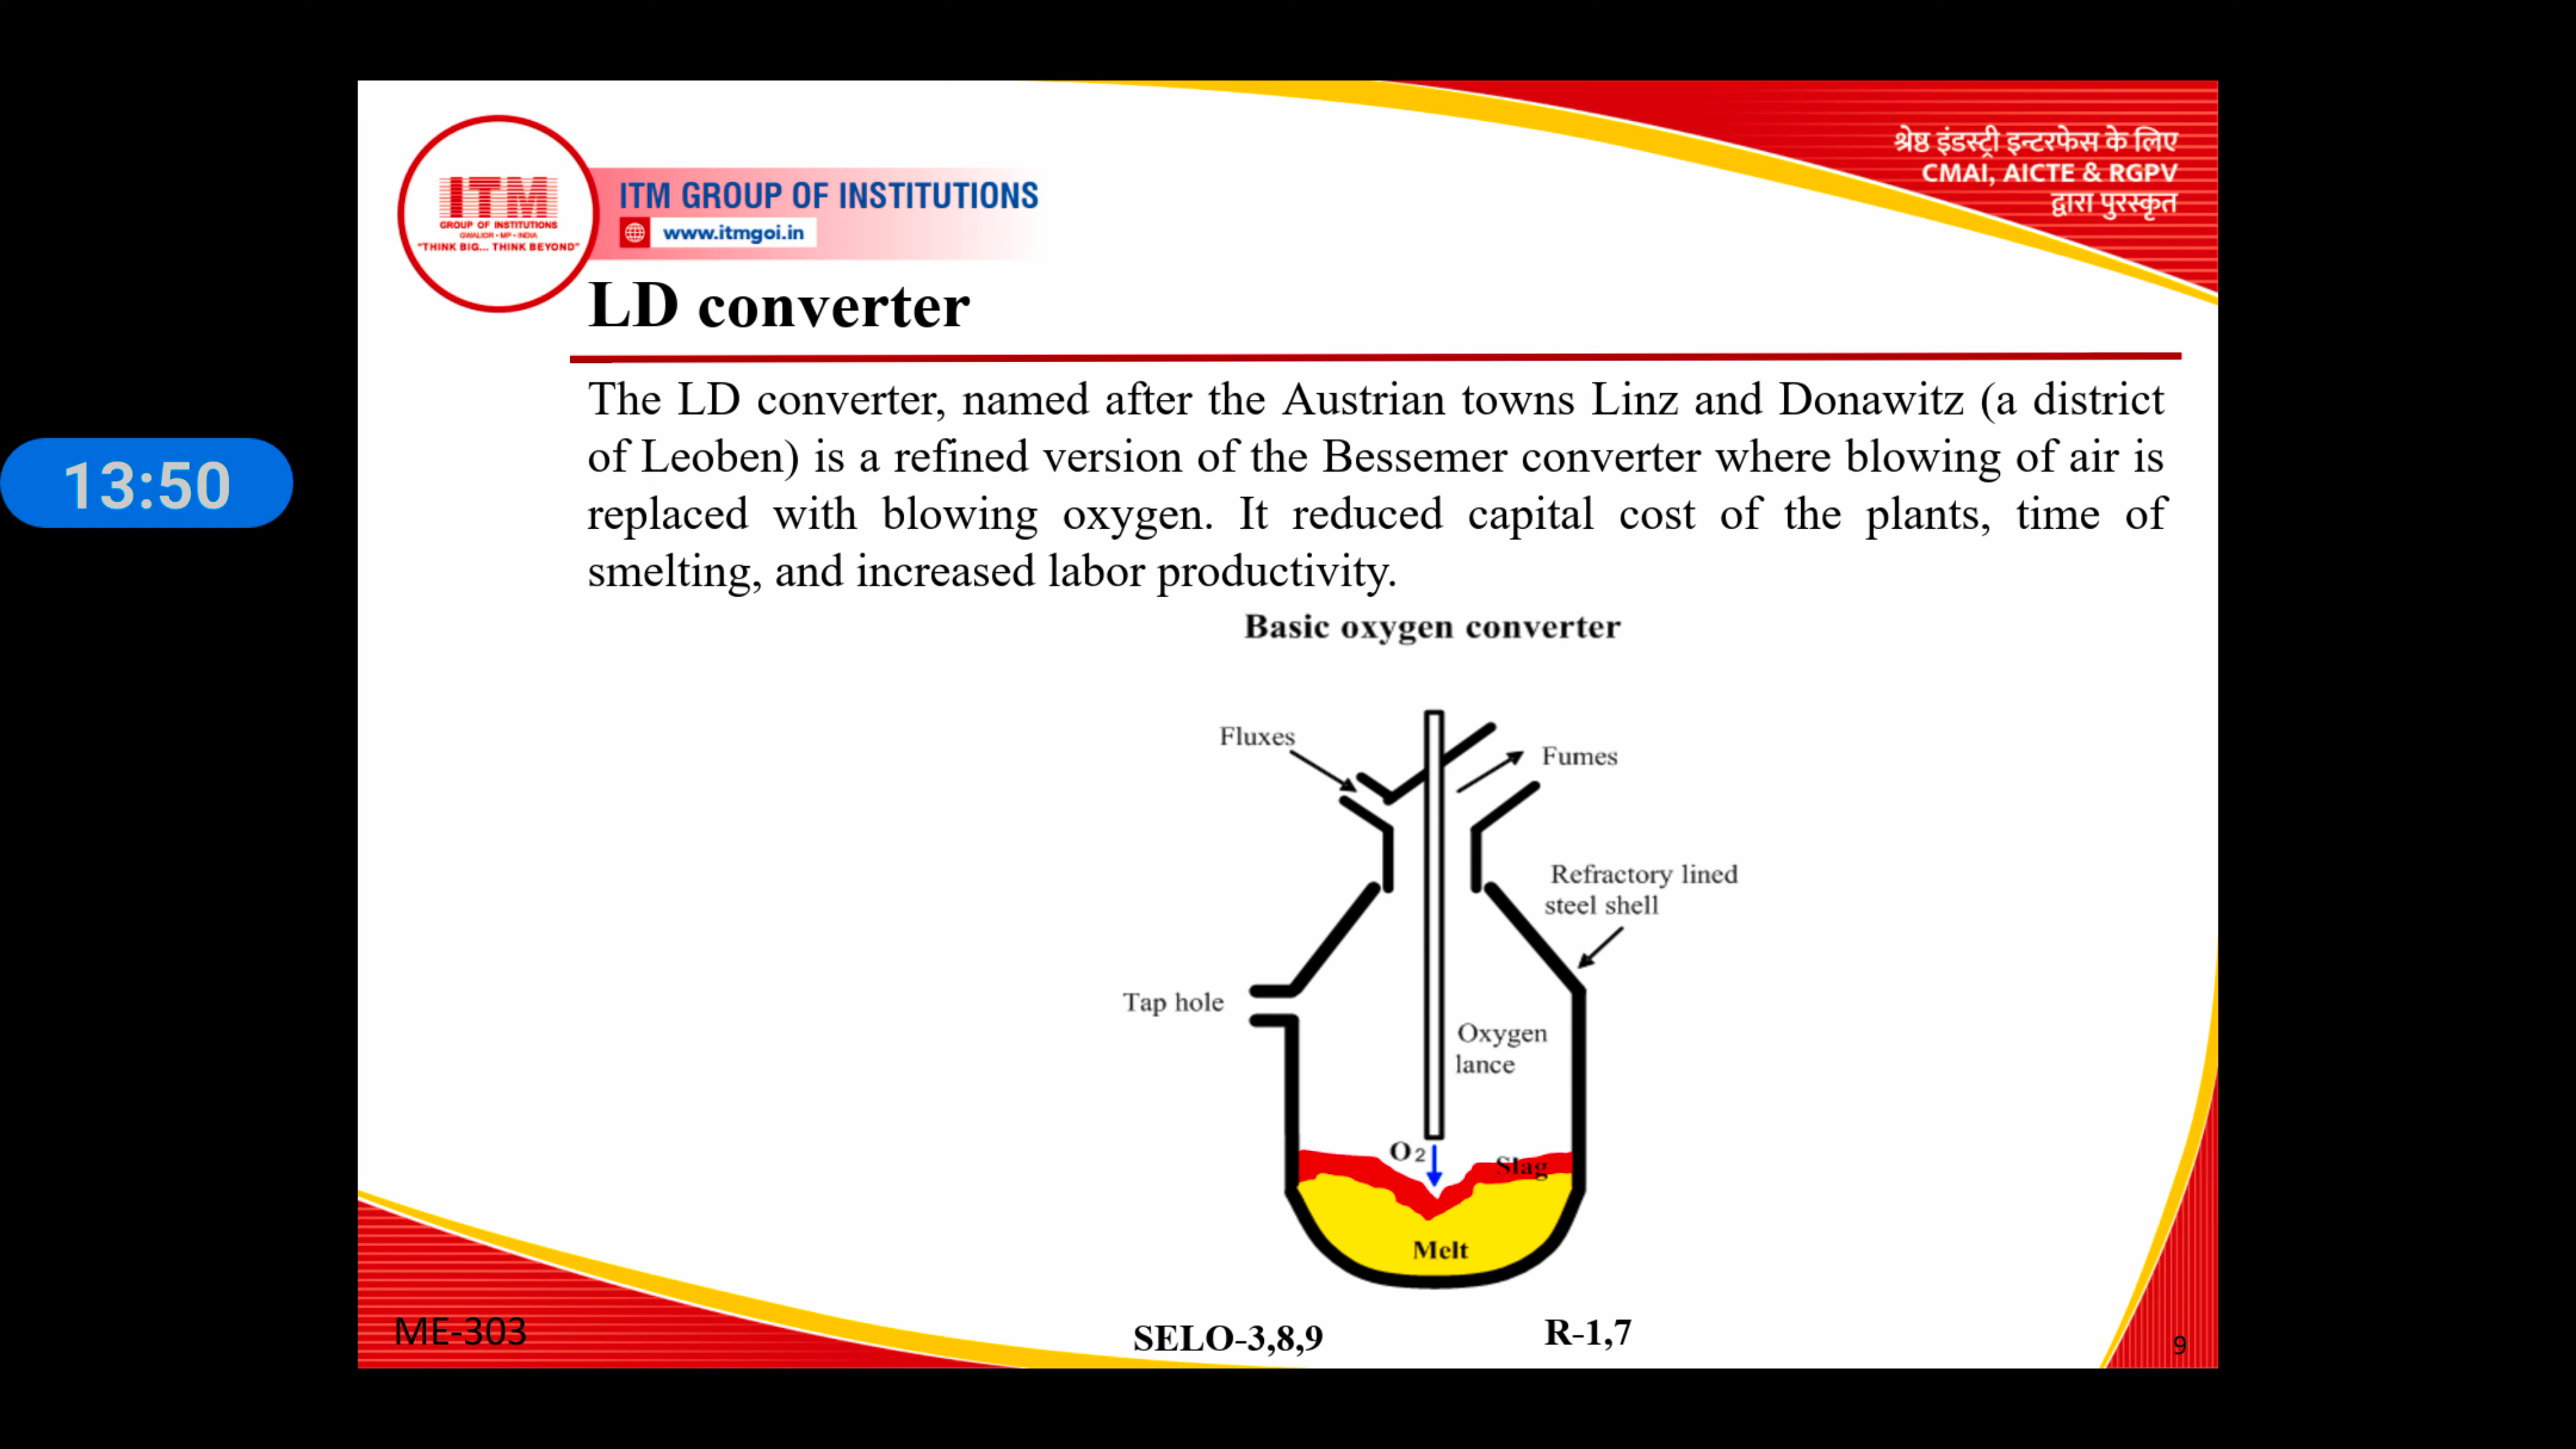 श्रेष्ठ इंडस्ट्री इन्टरफेस के लिए
CMAI, AICTE & RGPV
द्वारा पुरस्कृत
ITM
GROUP OF INSTITUTIONS
GWALIOR • MP • INDIA
"THINK BIG... THINK BEYOND"
ITM GROUP OF INSTITUTIONS
www.itmgoi.in
LD converter
The LD converter, named after the Austrian towns Linz and Donawitz (a district
of Leoben) is a refined version of the Bessemer converter where blowing of air is
replaced with blowing oxygen. It reduced capital cost of the plants, time of
smelting, and increased labor productivity.
13:50
Basic oxygen converter
Fluxes
Fumes
Refractory lined
steel shell
Tap hole
Oxygen
lance
O2
Slag
Melt
ME-303
SELO-3,8,9
R-1,7
9